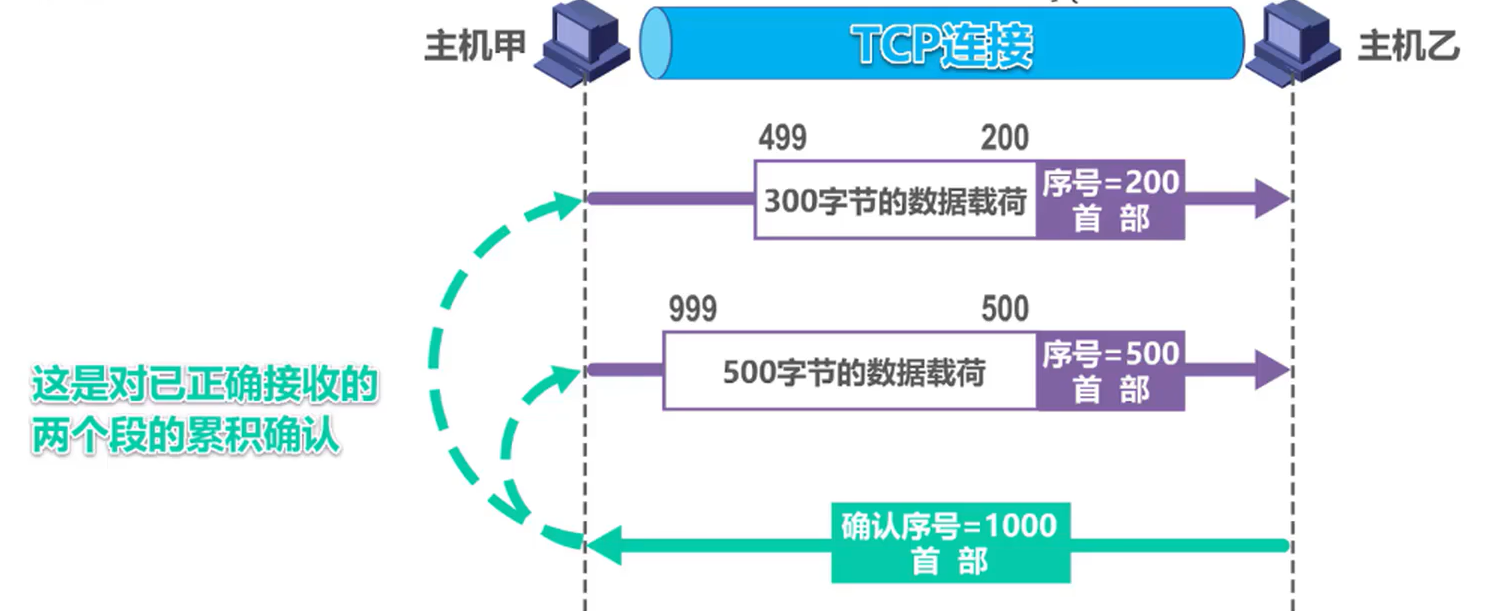 主机甲
TCP连接
主机乙
499
200
300字节的数据载荷
序号=200
首 部
999
500
500字节的数据载荷
序号=500
首 部
这是对已正确接收的
两个段的累积确认
确认序号=1000
首 部